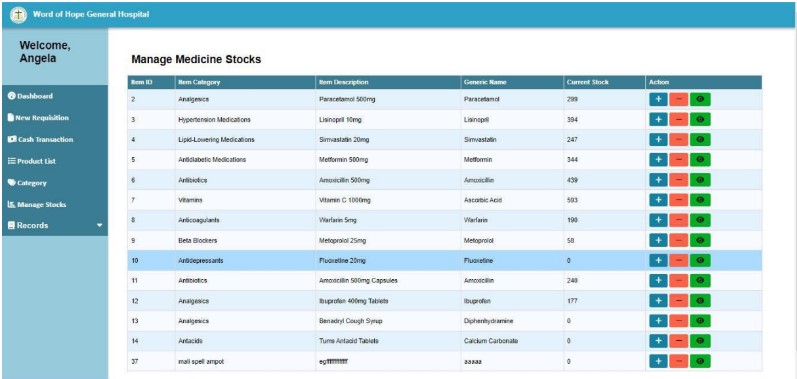 Word of Hope General Hospital
Welcome,
Angela
Dashboard
New Requisition
Cash Transaction
Product List
Category
Manage Stocks
Records
Manage Medicine Stocks
Item ID Item Category Item Description Generic Name Current Stock Action
2 Analgesics Paracetamol 500mg Paracetamol 299
3 Hypertension Medications Lisinopril 10mg Lisinopril 394
4 Lipid-Lowering Medications Simvastatin 20mg Simvastatin 247
5 Antidiabetic Medications Metformin 500mg Metformin 344
6 Antibiotics Amoxicillin 500mg Amoxicillin 439
7 Vitamins Vitamin C 1000mg Ascorbic Acid 593
8 Anticoagulants Warfarin 5mg Warfarin 190
9 Beta Blockers Metoprolol 25mg Metoprolol 58
10 Antidepressants Fluoxetine 20mg Fluoxetine 0
11 Antibiotics Amoxicillin 500mg Capsules Amoxicillin 240
12 Analgesics Ibuprofen 400mg Tablets Ibuprofen 177
13 Analgesics Benadryl Cough Syrup Diphenhydramine 0
14 Antacids Tums Antacid Tablets Calcium Carbonate 0
37 mali spell ampot aaaaa 0